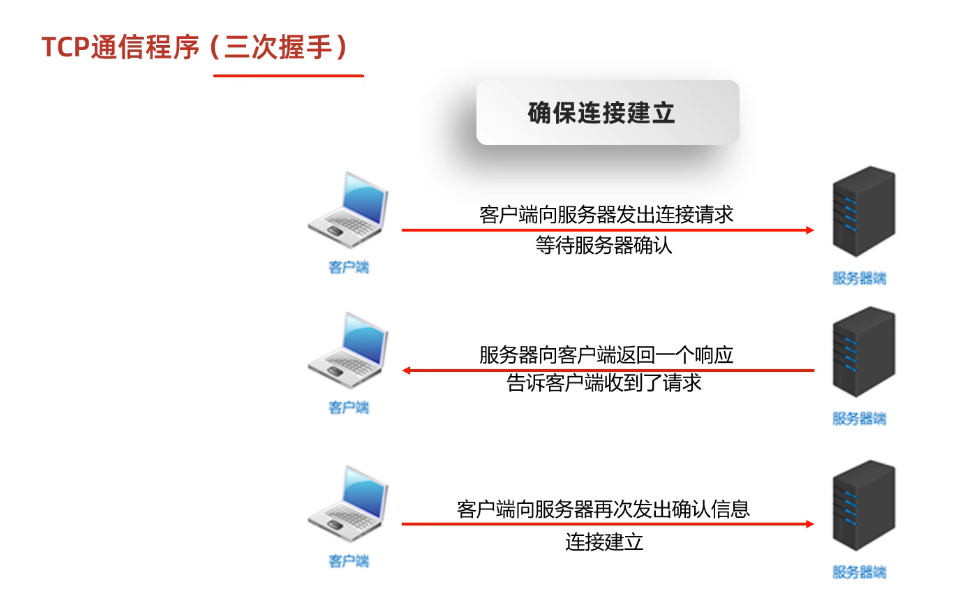 TCP通信程序（三次握手）
确保连接建立
客户端向服务器发出连接请求
等待服务器确认
客户端
服务器端
服务器向客户端返回一个响应
告诉客户端收到了请求
客户端
服务器端
客户端向服务器再次发出确认信息
连接建立
客户端
服务器端